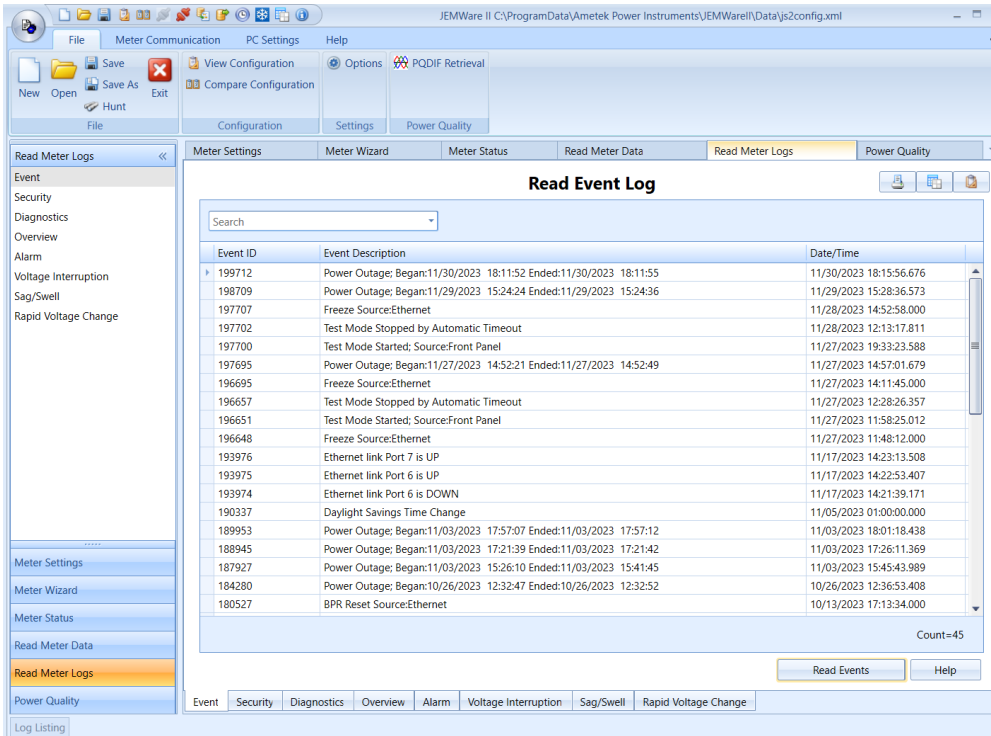 JEMWare II C:\ProgramData\Ametek Power Instruments\JEMWareII\Data\js2config.xml
File Meter Communication PC Settings Help
New Open Save Save As Hunt Exit
View Configuration
Compare Configuration
Options PQDIF Retrieval
File Configuration Settings Power Quality
Read Meter Logs
Event
Security
Diagnostics
Overview
Alarm
Voltage Interruption
Sag/Swell
Rapid Voltage Change
Meter Settings
Meter Wizard
Meter Status
Read Meter Data
Read Meter Logs
Power Quality
Meter Settings Meter Wizard Meter Status Read Meter Data Read Meter Logs Power Quality
Read Event Log
Search
Event ID Event Description Date/Time
199712 Power Outage; Began:11/30/2023 18:11:52 Ended:11/30/2023 18:11:55 11/30/2023 18:15:56.676
198709 Power Outage; Began:11/29/2023 15:24:24 Ended:11/29/2023 15:24:36 11/29/2023 15:28:36.573
197707 Freeze Source:Ethernet 11/28/2023 14:52:58.000
197702 Test Mode Stopped by Automatic Timeout 11/28/2023 12:13:17.811
197700 Test Mode Started; Source:Front Panel 11/27/2023 19:33:23.588
197695 Power Outage; Began:11/27/2023 14:52:21 Ended:11/27/2023 14:52:49 11/27/2023 14:57:01.679
196695 Freeze Source:Ethernet 11/27/2023 14:11:45.000
196657 Test Mode Stopped by Automatic Timeout 11/27/2023 12:28:26.357
196651 Test Mode Started; Source:Front Panel 11/27/2023 11:58:25.012
196648 Freeze Source:Ethernet 11/27/2023 11:48:12.000
193976 Ethernet link Port 7 is UP 11/17/2023 14:23:13.508
193975 Ethernet link Port 6 is UP 11/17/2023 14:22:53.407
193974 Ethernet link Port 6 is DOWN 11/17/2023 14:21:39.171
190337 Daylight Savings Time Change 11/05/2023 01:00:00.000
189953 Power Outage; Began:11/03/2023 17:57:07 Ended:11/03/2023 17:57:12 11/03/2023 18:01:18.438
188945 Power Outage; Began:11/03/2023 17:21:39 Ended:11/03/2023 17:21:42 11/03/2023 17:26:11.369
187927 Power Outage; Began:11/03/2023 15:26:10 Ended:11/03/2023 15:41:45 11/03/2023 15:45:43.989
184280 Power Outage; Began:10/26/2023 12:32:47 Ended:10/26/2023 12:32:52 10/26/2023 12:36:53.408
180527 BPR Reset Source:Ethernet 10/13/2023 17:13:34.000
Count=45
Read Events Help
Event Security Diagnostics Overview Alarm Voltage Interruption Sag/Swell Rapid Voltage Change
Log Listing